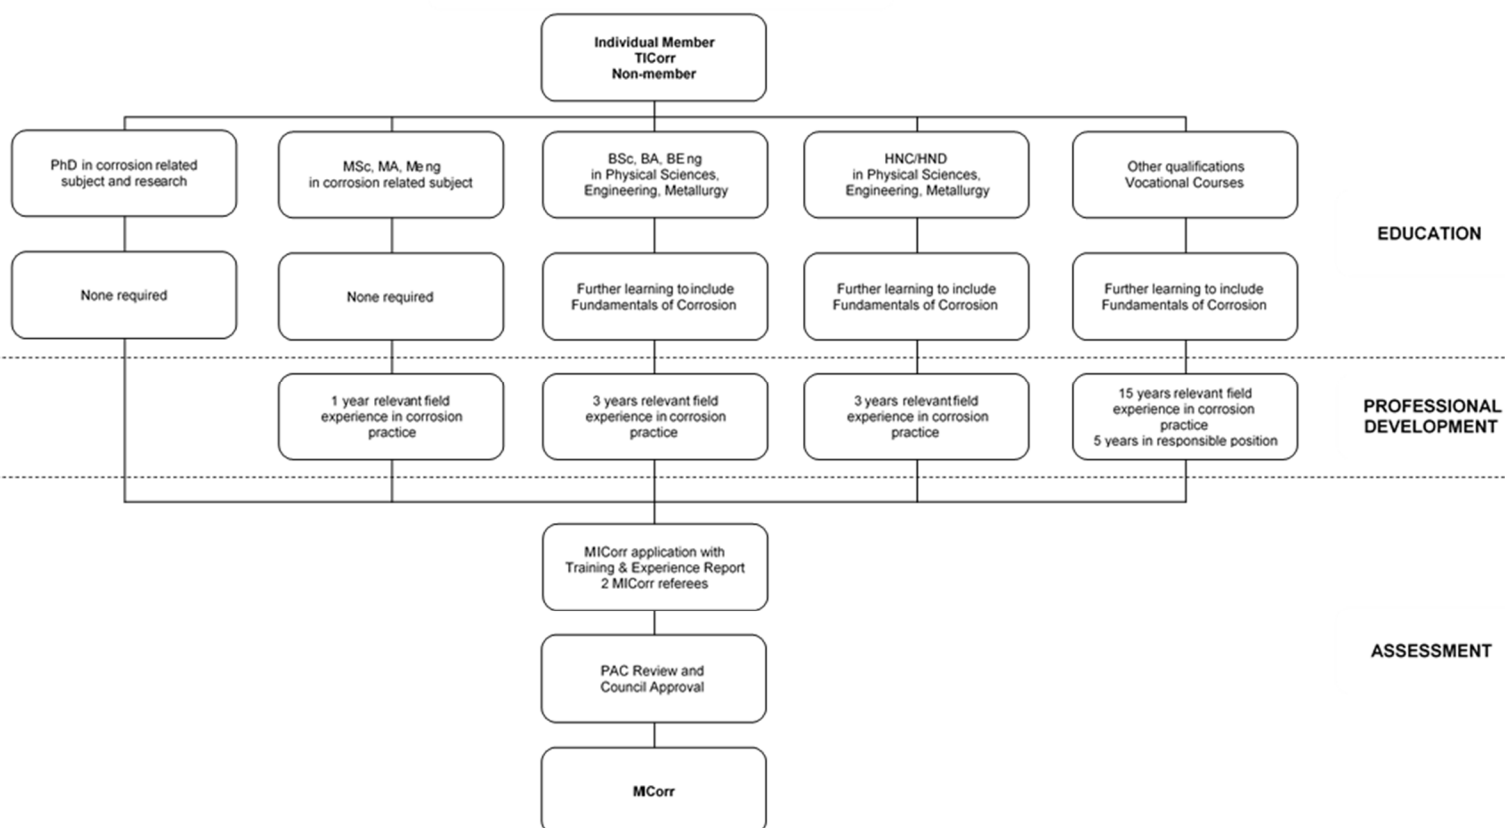 Individual Member
TICorr
Non-member
PhD in corrosion related
subject and research
MSc, MA, Meng
in corrosion related subject
BSc, BA, BEng
in Physical Sciences,
Engineering, Metallurgy
HNC/HND
in Physical Sciences,
Engineering, Metallurgy
Other qualifications
Vocational Courses
EDUCATION
None required
None required
Further learning to include
Fundamentals of Corrosion
Further learning to include
Fundamentals of Corrosion
Further learning to include
Fundamentals of Corrosion
1 year relevant field
experience in corrosion
practice
3 years relevant field
experience in corrosion
practice
3 years relevant field
experience in corrosion
practice
15 years relevant field
experience in corrosion
practice
5 years in responsible position
PROFESSIONAL
DEVELOPMENT
MICorr application with
Training & Experience Report
2 MICorr referees
PAC Review and
Council Approval
ASSESSMENT
MICorr